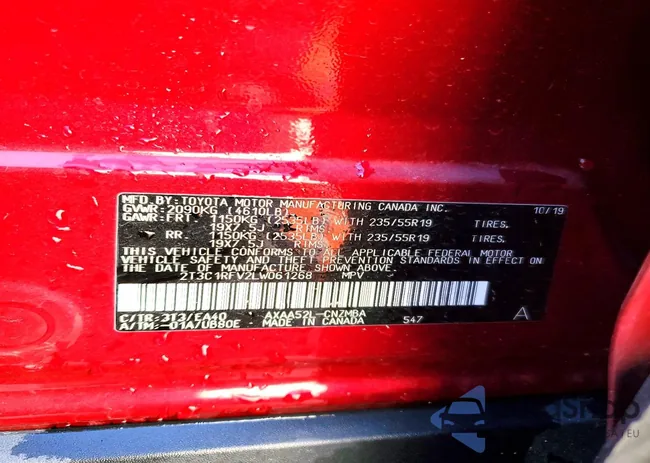 MFD BY: TOYOTA MOTOR MANUFACTURING CANADA INC. 10/19
GVWR: 2090KG (4610LB)
GAWR: FRT 1150KG (2535LB) WITH 235/55R19 TIRES,
19X7.5J RIMS,
RR 1150KG (2535LB) WITH 235/55R19 TIRES,
19X7.5J RIMS,
THIS VEHICLE CONFORMS TO ALL APPLICABLE FEDERAL MOTOR
VEHICLE SAFETY AND THEFT PREVENTION STANDARDS IN EFFECT ON
THE DATE OF MANUFACTURE SHOWN ABOVE.
2T3C1RFV2LW061268 MPV
C/TR: 3T3/EA40 AXAA52L-CNZMBA
A/TM: -01A/UB80E - MADE IN CANADA 547 A